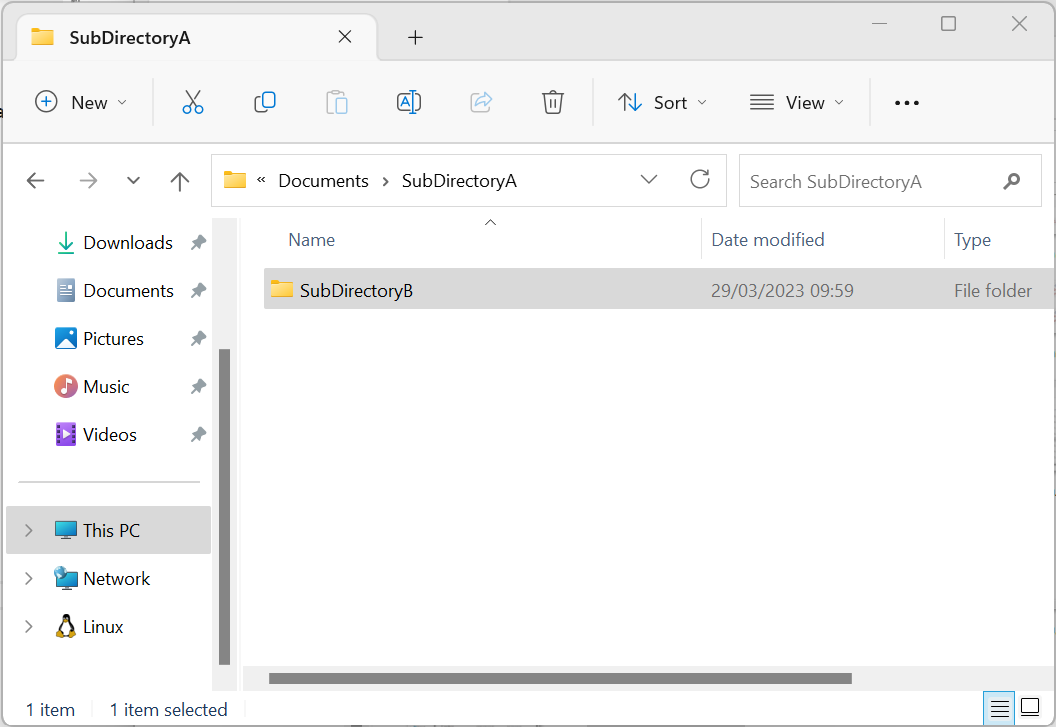 SubDirectoryA
New
Sort
View
« Documents > SubDirectoryA
Search SubDirectoryA
Name Date modified Type
SubDirectoryB 29/03/2023 09:59 File folder
Downloads
Documents
Pictures
Music
Videos
This PC
Network
Linux
1 item 1 item selected